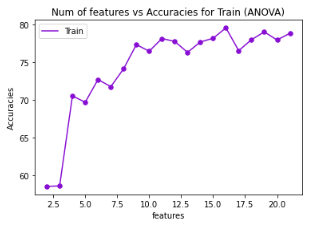 Num of features vs Accuracies for Train (ANOVA)
80
Train
75
70
65
60
Accuracies
2.5 5.0 7.5 10.0 12.5 15.0 17.5 20.0
features